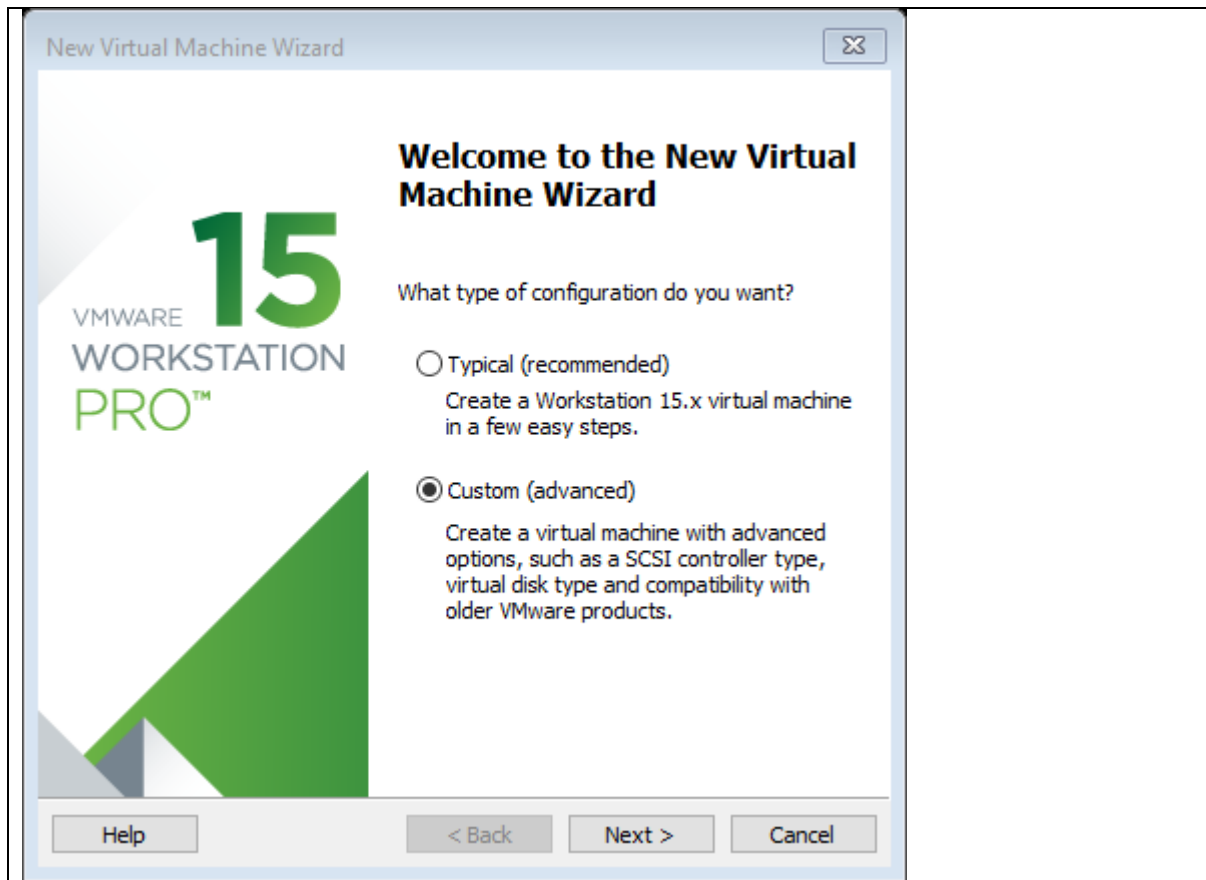 New Virtual Machine Wizard
Welcome to the New Virtual
Machine Wizard
15
VMWARE
WORKSTATION
PRO™
What type of configuration do you want?
Typical (recommended)
Create a Workstation 15.x virtual machine
in a few easy steps.
Custom (advanced)
Create a virtual machine with advanced
options, such as a SCSI controller type,
virtual disk type and compatibility with
older VMware products.
Help
< Back
Next >
Cancel